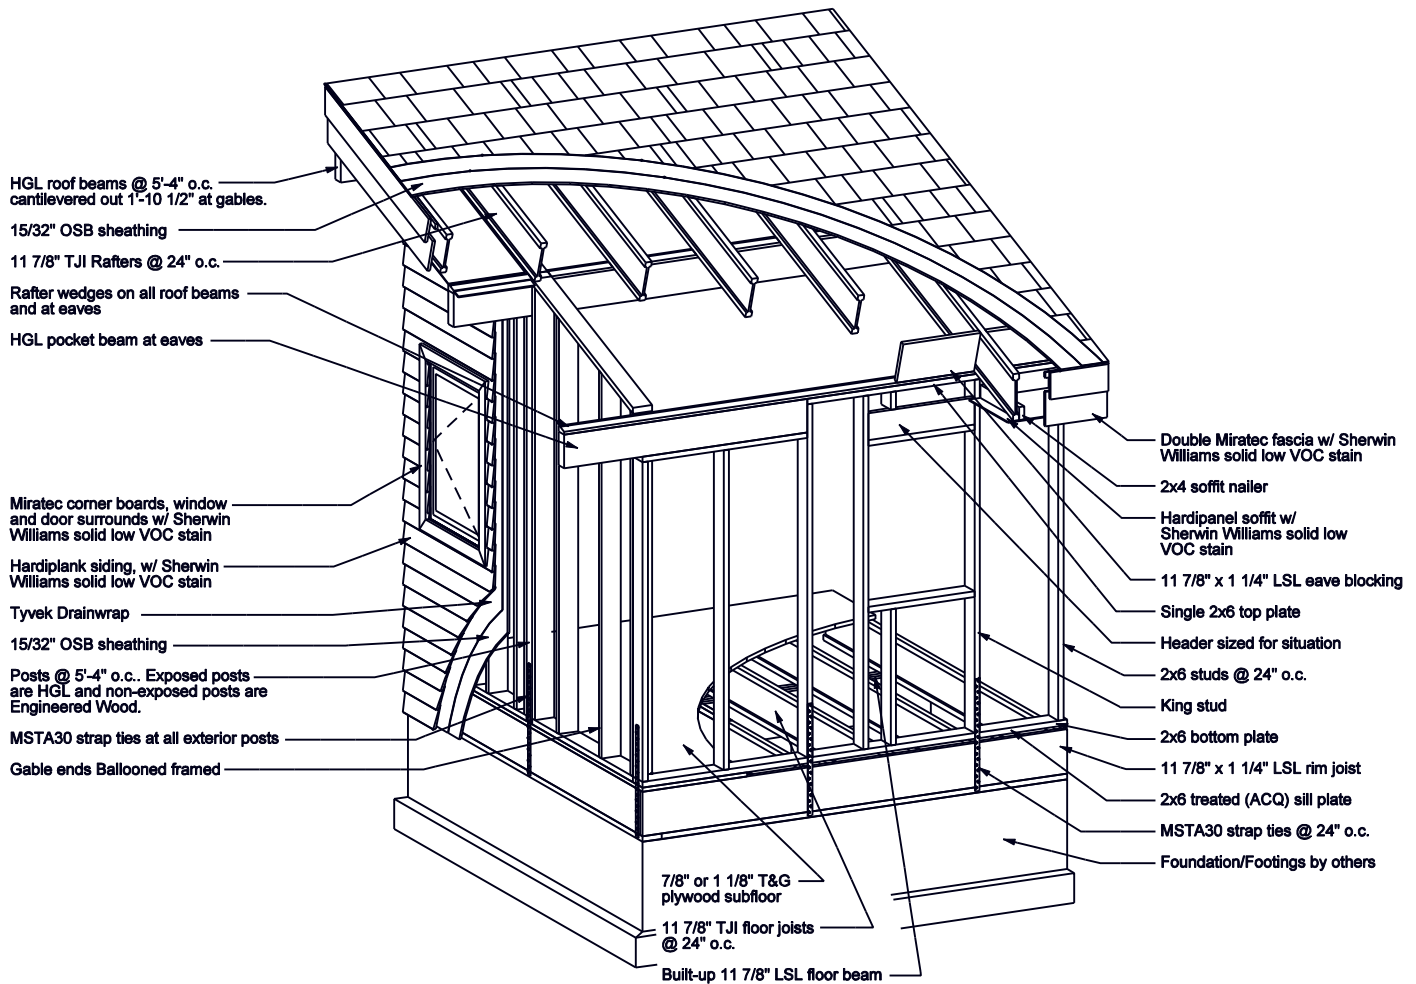 HGL roof beams @ 5'-4" o.c.
cantilevered out 1'-10 1/2" at gables.
15/32" OSB sheathing
11 7/8" TJI Rafters @ 24" o.c.
Rafter wedges on all roof beams
and at eaves
HGL pocket beam at eaves
Miratec corner boards, window
and door surrounds w/ Sherwin
Williams solid low VOC stain
Hardiplank siding, w/ Sherwin
Williams solid low VOC stain
Tyvek Drainwrap
15/32" OSB sheathing
Posts @ 5'-4" o.c.. Exposed posts
are HGL and non-exposed posts are
Engineered Wood.
MSTA30 strap ties at all exterior posts
Gable ends Ballooned framed
7/8" or 1 1/8" T&G
plywood subfloor
11 7/8" TJI floor joists
@ 24" o.c.
Built-up 11 7/8" LSL floor beam
Double Miratec fascia w/ Sherwin
Williams solid low VOC stain
2x4 soffit nailer
Hardipanel soffit w/
Sherwin Williams solid low
VOC stain
11 7/8" x 1 1/4" LSL eave blocking
Single 2x6 top plate
Header sized for situation
2x6 studs @ 24" o.c.
King stud
2x6 bottom plate
11 7/8" x 1 1/4" LSL rim joist
2x6 treated (ACQ) sill plate
MSTA30 strap ties @ 24" o.c.
Foundation/Footings by others